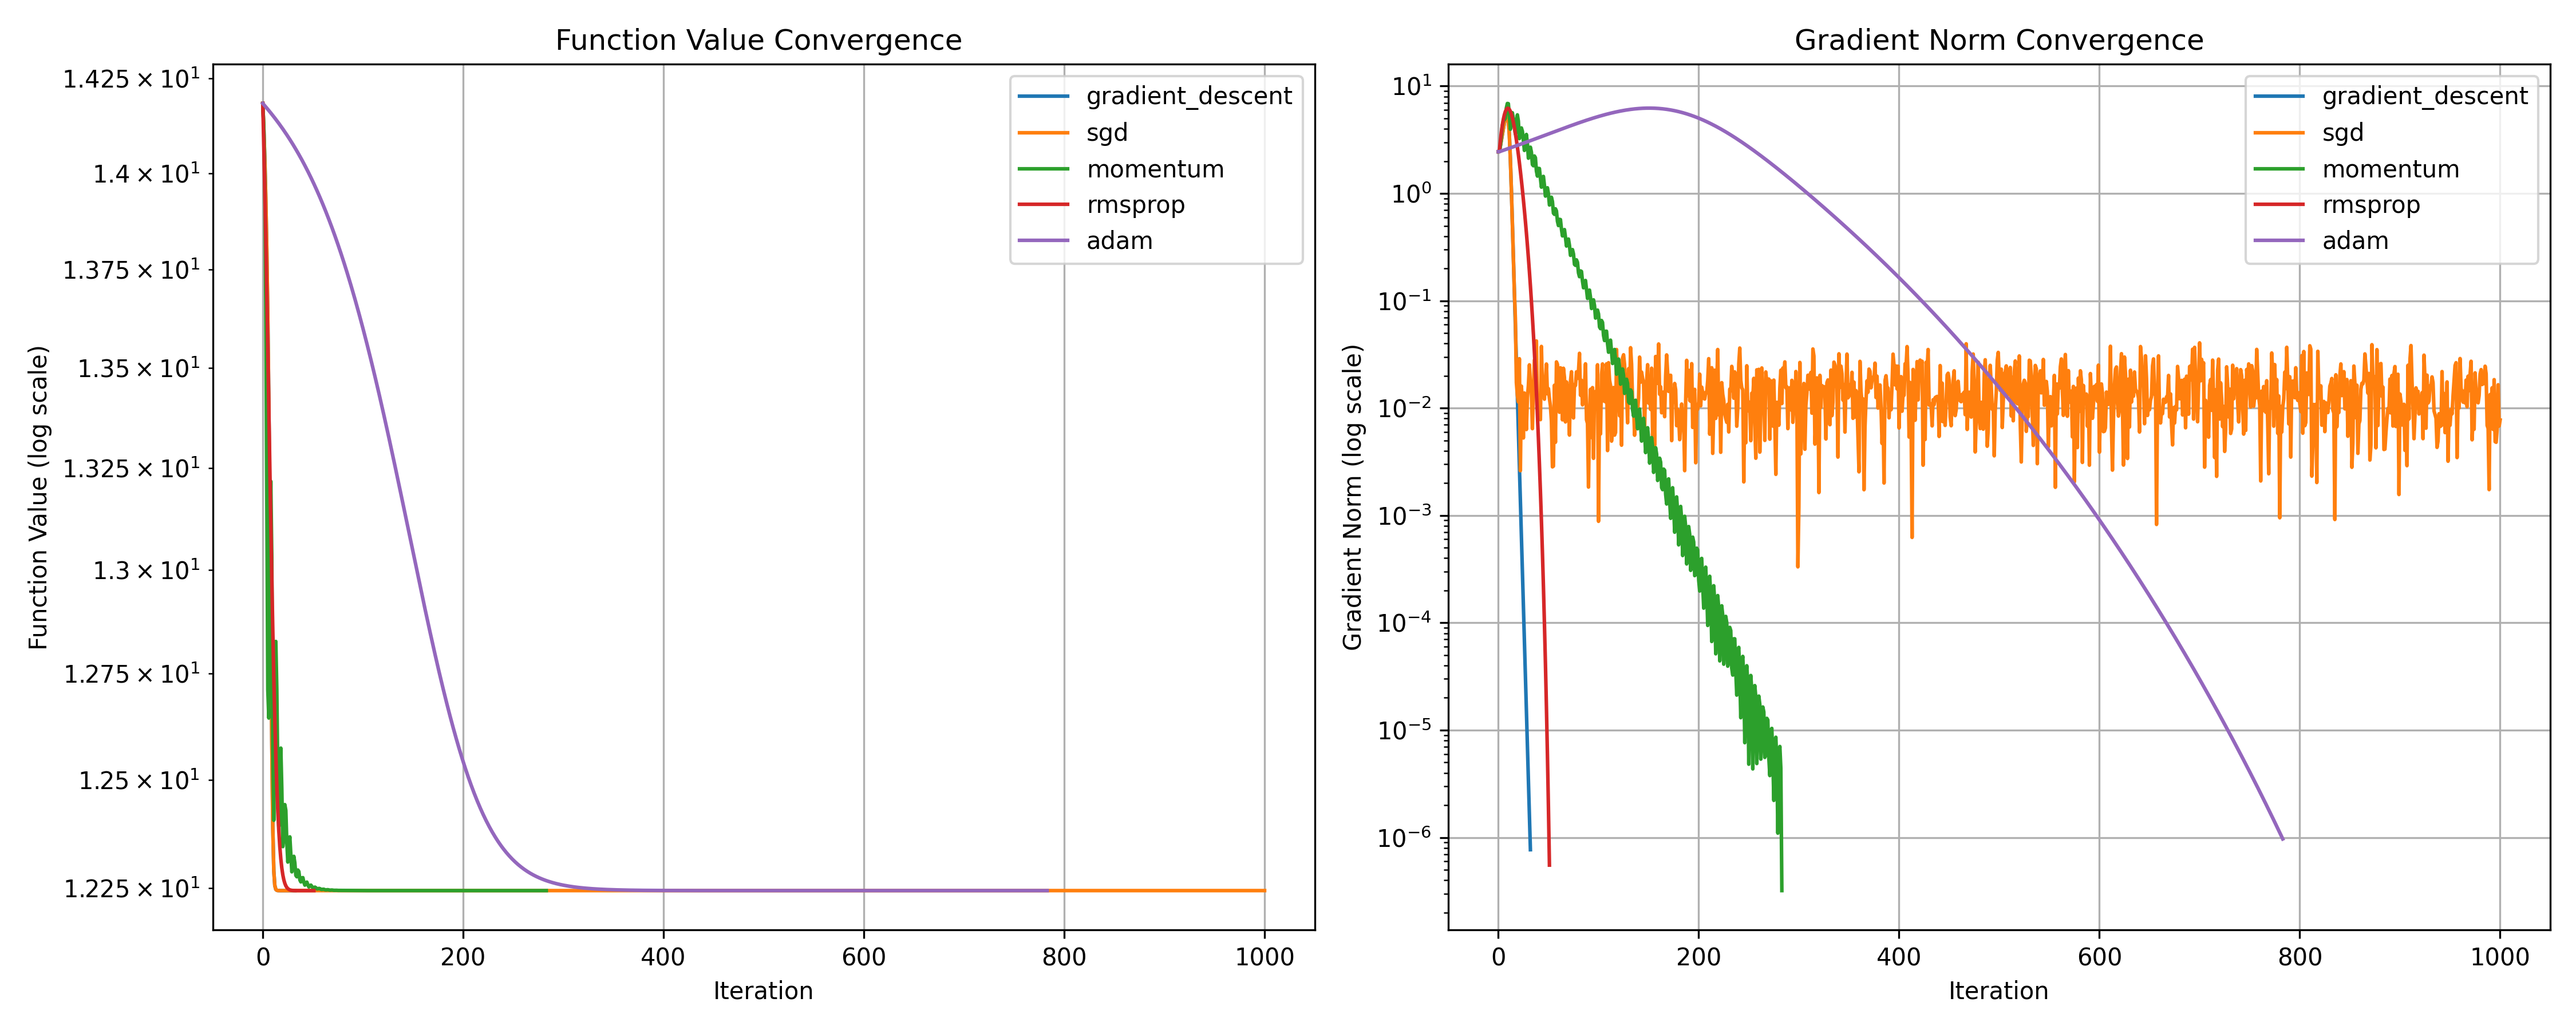 Function Value Convergence
Function Value (log scale)
1.425 × 10¹
1.4 × 10¹
1.375 × 10¹
1.35 × 10¹
1.325 × 10¹
1.3 × 10¹
1.275 × 10¹
1.25 × 10¹
1.225 × 10¹
gradient_descent
sgd
momentum
rmsprop
adam
0 200 400 600 800 1000
Iteration
Gradient Norm Convergence
Gradient Norm (log scale)
10¹
10⁰
10⁻¹
10⁻²
10⁻³
10⁻⁴
10⁻⁵
10⁻⁶
gradient_descent
sgd
momentum
rmsprop
adam
0 200 400 600 800 1000
Iteration